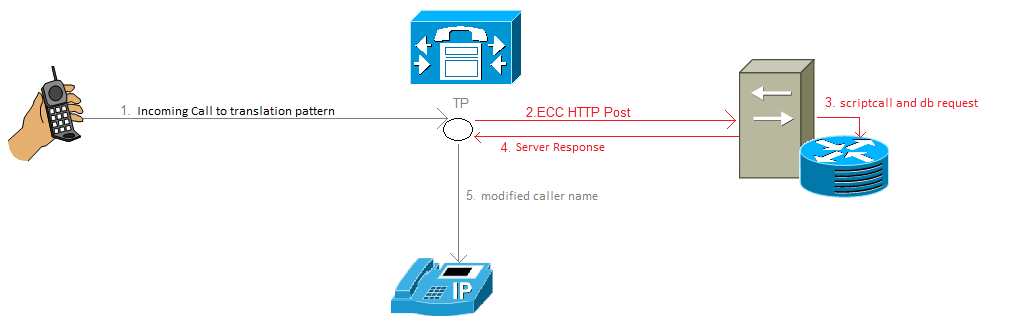 TP
1. Incoming Call to translation pattern
2.ECC HTTP Post
3. scriptcall and db request
4. Server Response
5. modified caller name
IP